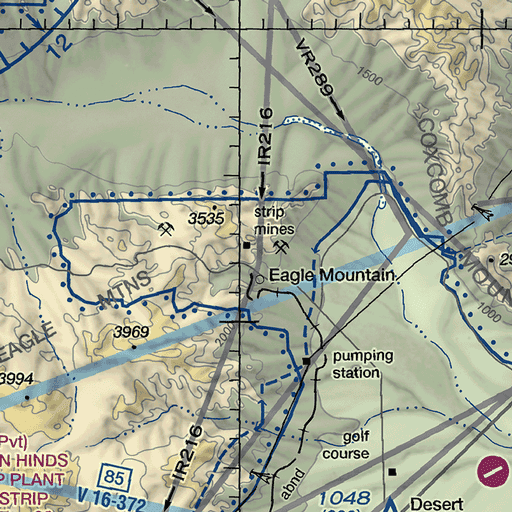 12
VR289
1500
IR216
COXCOMB
3535
strip
mines
MTNS
Eagle Mountain
MOUN
1000
EAGLE
3969
2000
3994
pumping
station
Pvt)
N HINDS
P PLANT
STRIP
85
V 16-372
IR216
golf
course
abnd
1048
Desert